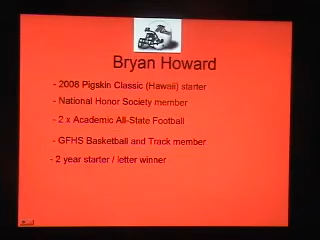 Bryan Howard
- 2008 Pigskin Classic (Hawaii) starter
- National Honor Society member
- 2 x Academic All-State Football
- GFHS Basketball and Track member
- 2 year starter / letter winner